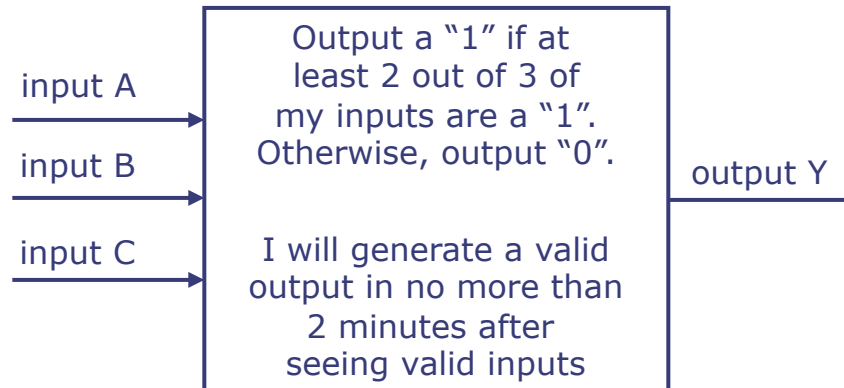 input A
input B
input C
Output a “1” if at
least 2 out of 3 of
my inputs are a “1”.
Otherwise, output “0”.
I will generate a valid
output in no more than
2 minutes after
seeing valid inputs
output Y